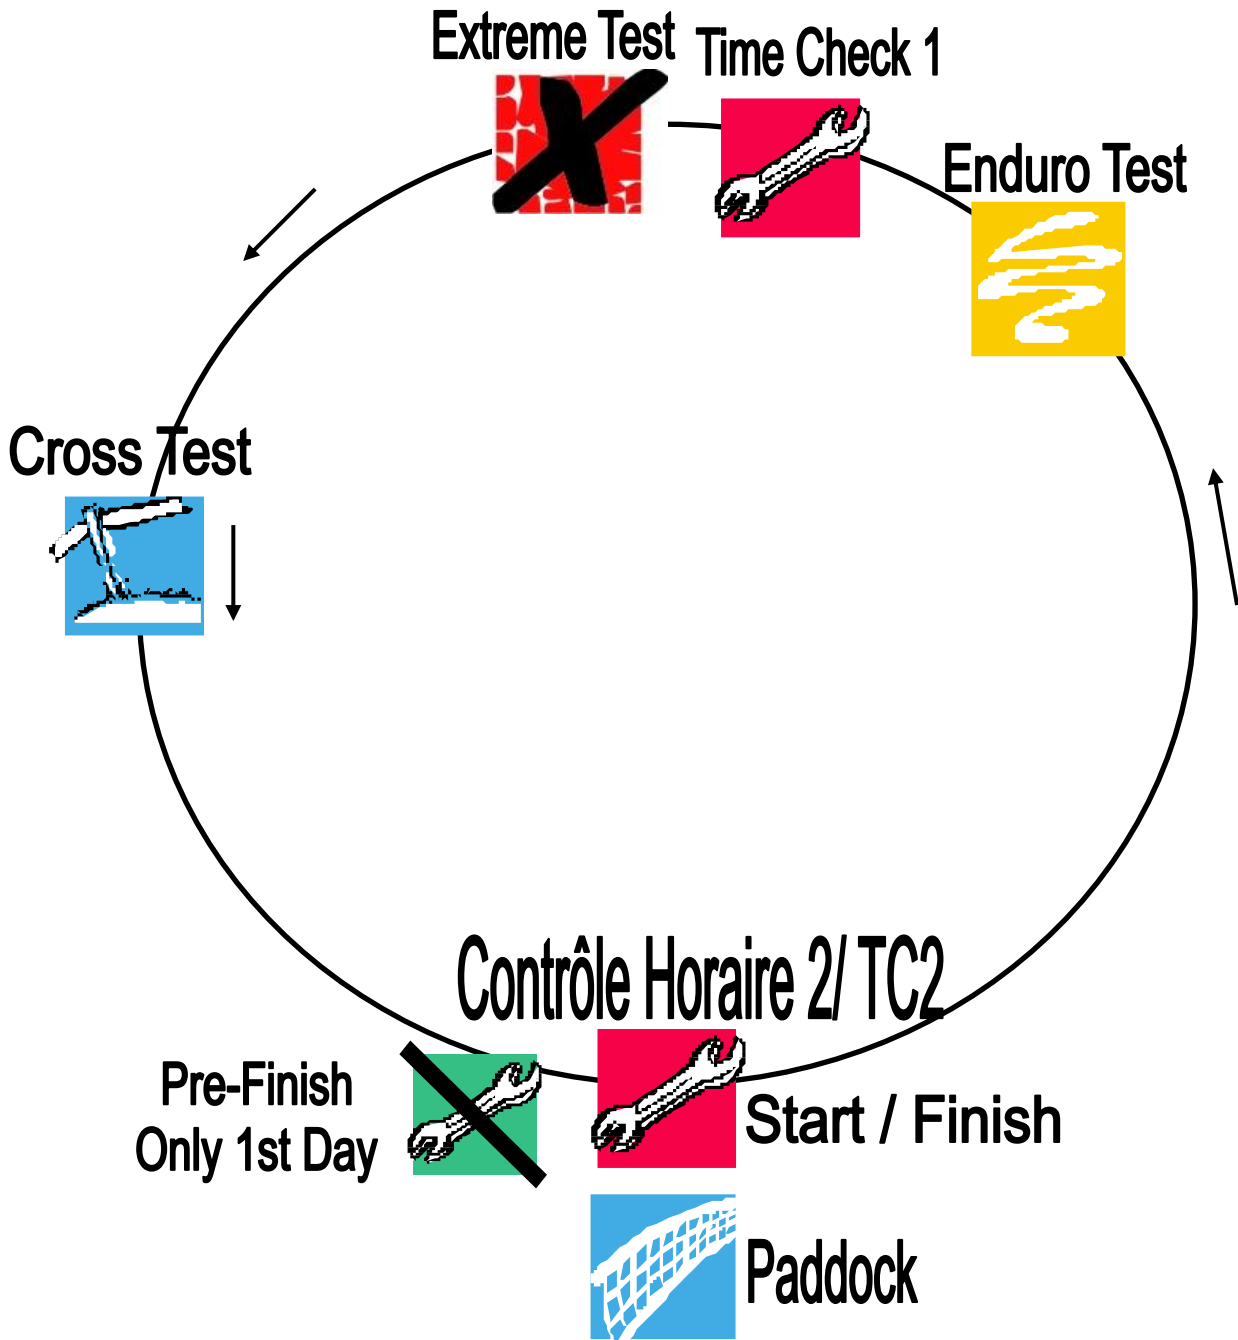 Extreme Test
Time Check 1
Enduro Test
Cross Test
Contrôle Horaire 2/ TC2
Pre-Finish
Only 1st Day
Start / Finish
Paddock